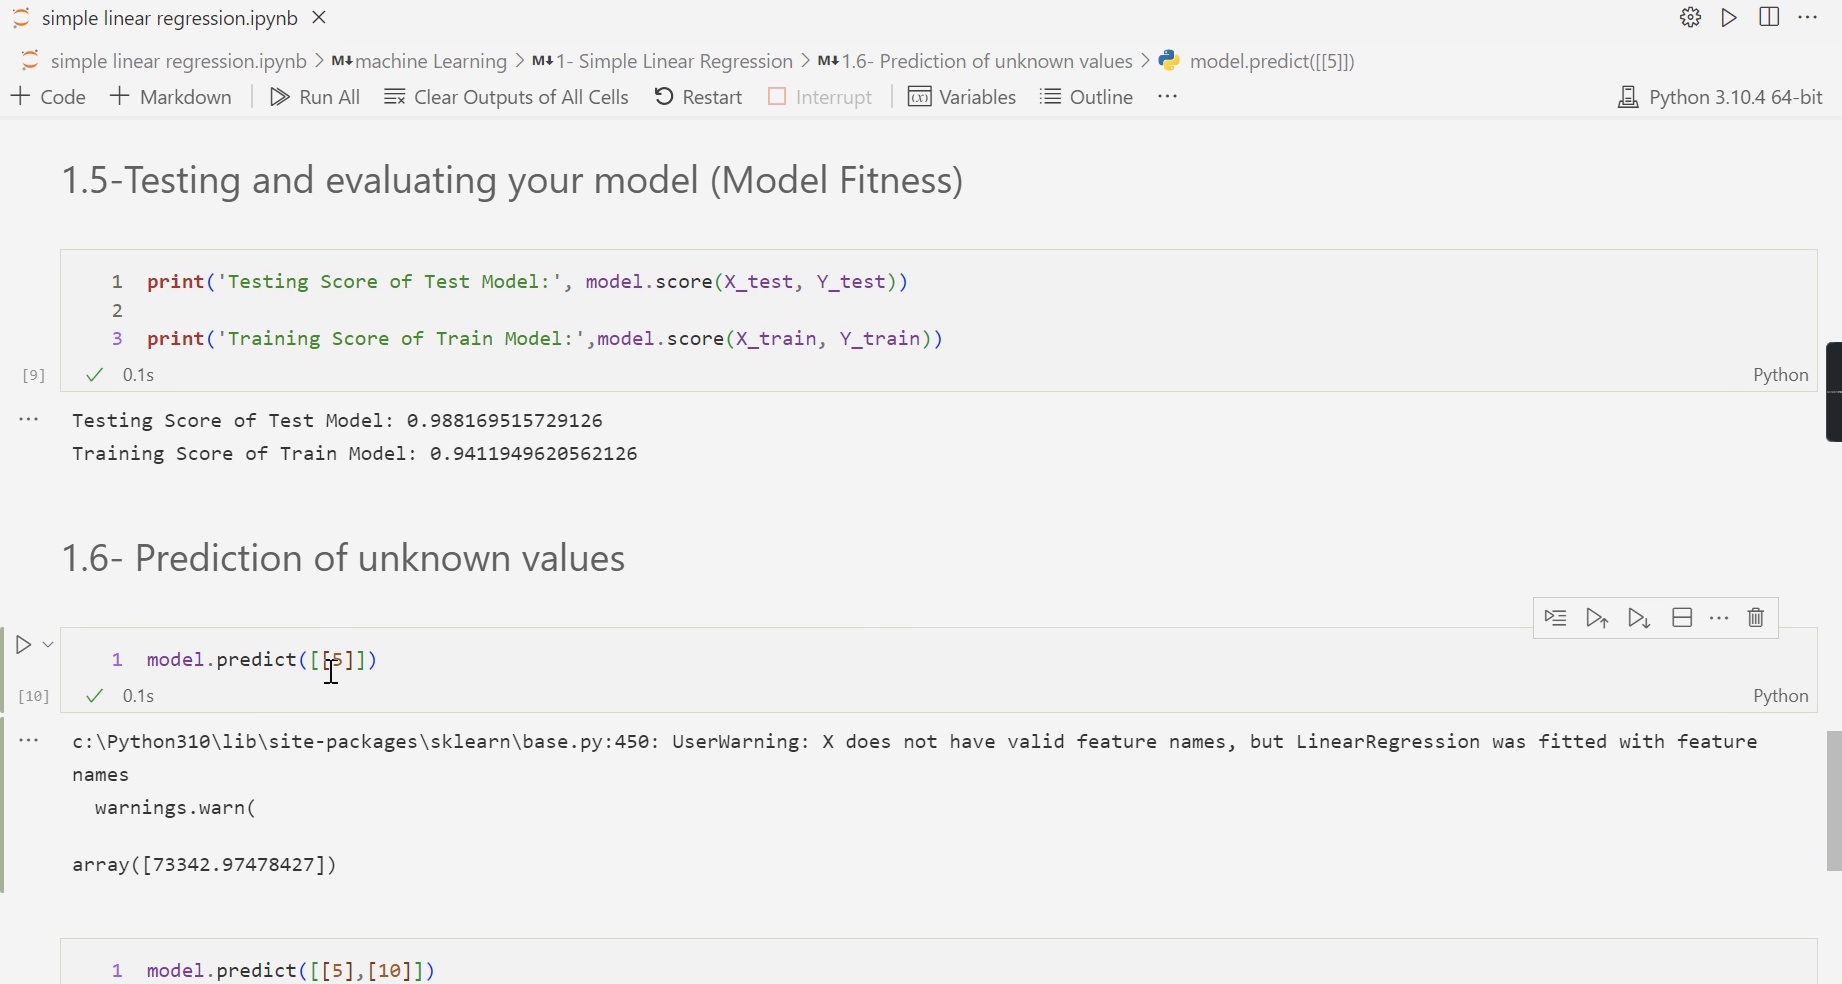 simple linear regression.ipynb
simple linear regression.ipynb > M↓machine Learning > M↓1- Simple Linear Regression > M↓1.6- Prediction of unknown values > model.predict([[5]])
+ Code + Markdown Run All Clear Outputs of All Cells Restart Interrupt (x) Variables Outline ··· Python 3.10.4 64-bit
1.5-Testing and evaluating your model (Model Fitness)
1 print('Testing Score of Test Model:', model.score(X_test, Y_test))
2
3 print('Training Score of Train Model:',model.score(X_train, Y_train))
[9] ✓ 0.1s Python
Testing Score of Test Model: 0.988169515729126
Training Score of Train Model: 0.9411949620562126
1.6- Prediction of unknown values
1 model.predict([[5]])
[10] ✓ 0.1s Python
c:\Python310\lib\site-packages\sklearn\base.py:450: UserWarning: X does not have valid feature names, but LinearRegression was fitted with feature
names
warnings.warn(
array([73342.97478427])
1 model.predict([[5],[10]])